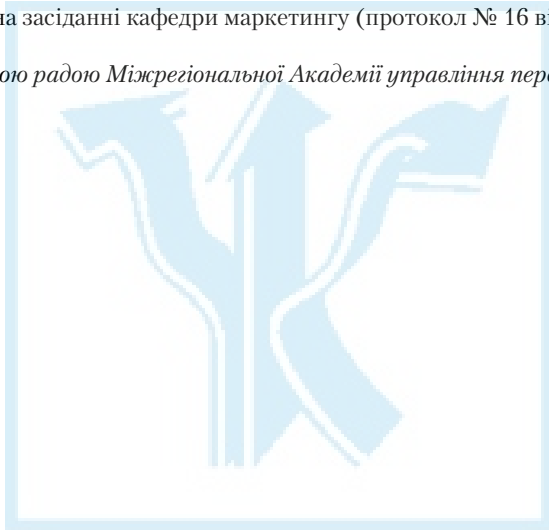 на засіданні кафедри маркетингу (протокол № 16 ві
ою радою Міжрегіональної Академії управління пер